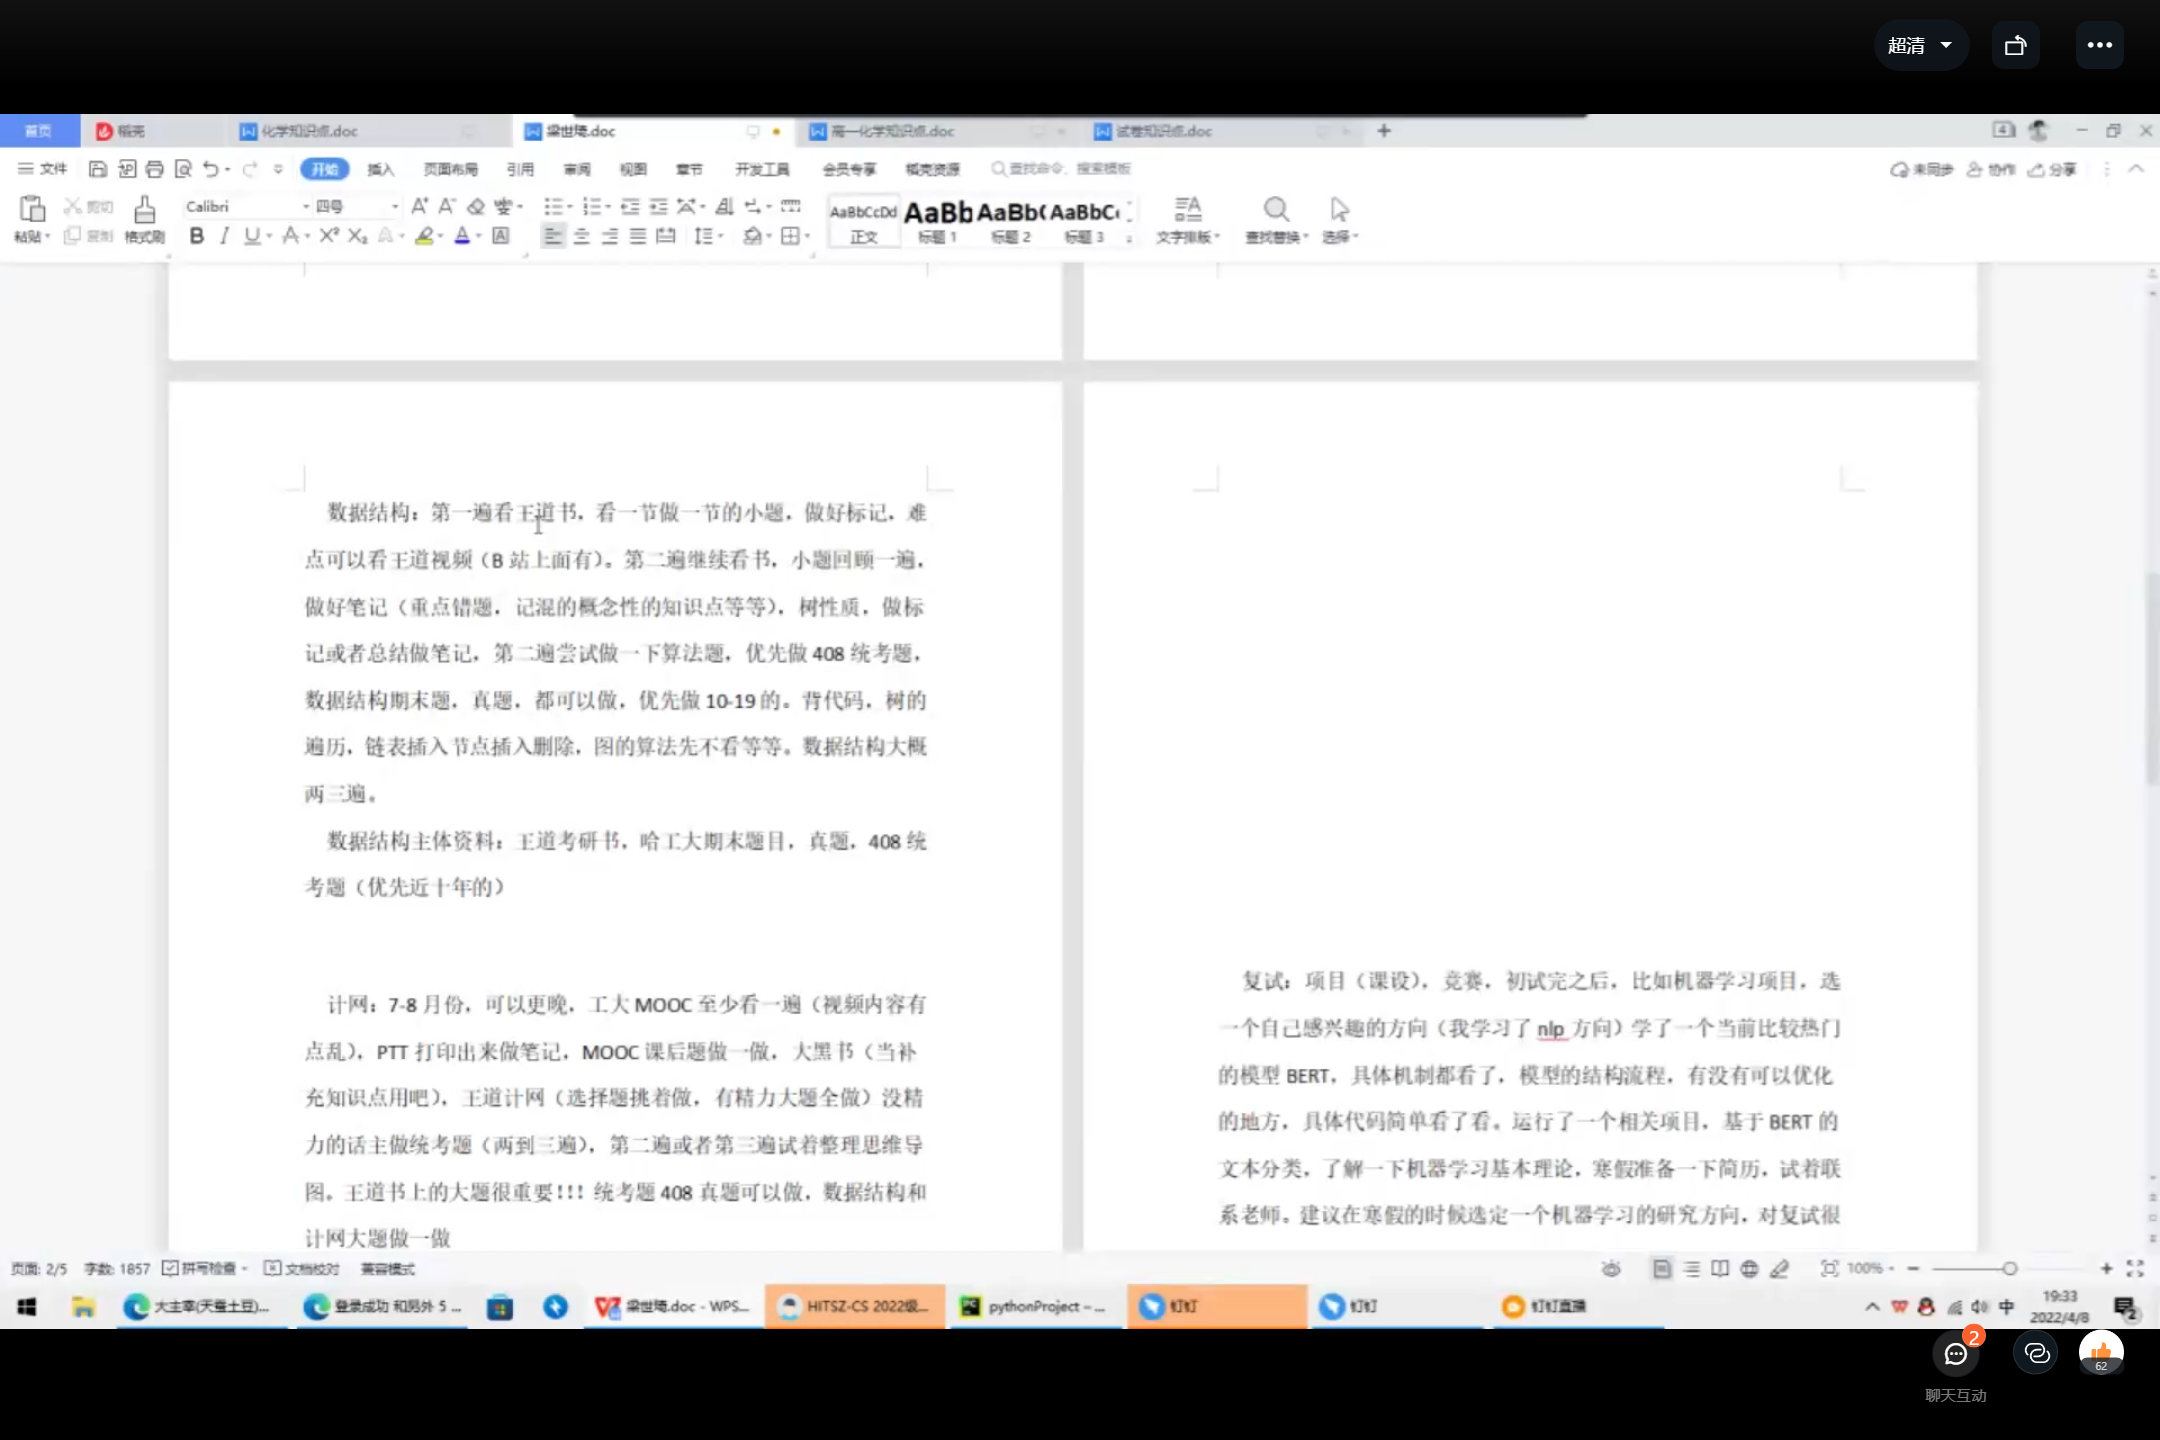 超清
首页
稻壳
化学知识点.doc
梁世琦.doc
高一化学知识点.doc
试卷知识点.doc
文件
开始
插入
页面布局
引用
审阅
视图
章节
开发工具
会员专享
稻壳资源
查找命令、搜索模板
未同步
协作
分享
粘贴
剪切
复制
格式刷
Calibri
四号
AaBbCcDd
正文
AaBb
标题 1
AaBb(
标题 2
AaBbC
标题 3
文字排版
查找替换
选择
数据结构：第一遍看王道书，看一节做一节的小题，做好标记，难
点可以看王道视频（B 站上面有）。第二遍继续看书，小题回顾一遍，
做好笔记（重点错题，记混的概念性的知识点等等），树性质，做标
记或者总结做笔记，第二遍尝试做一下算法题，优先做 408 统考题，
数据结构期末题，真题，都可以做，优先做 10-19 的。背代码，树的
遍历，链表插入节点插入删除，图的算法先不看等等。数据结构大概
两三遍。
数据结构主体资料：王道考研书，哈工大期末题目，真题，408 统
考题（优先近十年的）
计网：7-8 月份，可以更晚，工大 MOOC 至少看一遍（视频内容有
点乱），PTT 打印出来做笔记，MOOC 课后题做一做，大黑书（当补
充知识点用吧），王道计网（选择题挑着做，有精力大题全做）没精
力的话主做统考题（两到三遍），第二遍或者第三遍试着整理思维导
图。王道书上的大题很重要！！！统考题 408 真题可以做，数据结构和
计网大题做一做
复试：项目（课设），竞赛，初试完之后，比如机器学习项目，选
一个自己感兴趣的方向（我学习了 nlp 方向）学了一个当前比较热门
的模型 BERT，具体机制都看了，模型的结构流程，有没有可以优化
的地方，具体代码简单看了看。运行了一个相关项目，基于 BERT 的
文本分类，了解一下机器学习基本理论，寒假准备一下简历，试着联
系老师。建议在寒假的时候选定一个机器学习的研究方向，对复试很
页面: 2/5
字数: 1857
拼写检查
文档校对
兼容模式
100%
大主宰(天蚕土豆)...
登录成功 和另外 5 ...
梁世琦.doc - WPS...
HITSZ-CS 2022级...
pythonProject – ...
钉钉
钉钉
钉钉直播
中
19:33
2022/4/8
2
2
62
聊天互动